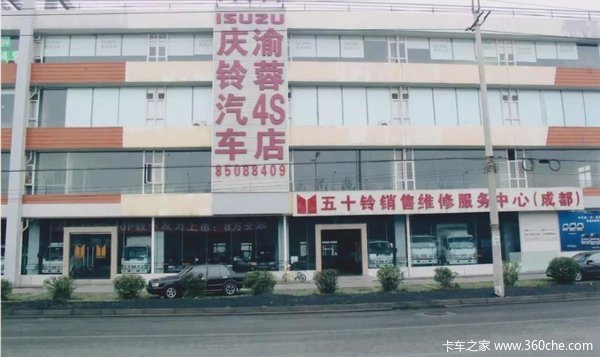 ISUZU
庆铃汽车
渝蓉4S店
85088409
五十铃销售维修服务中心(成都)
卡车之家 www.360che.com